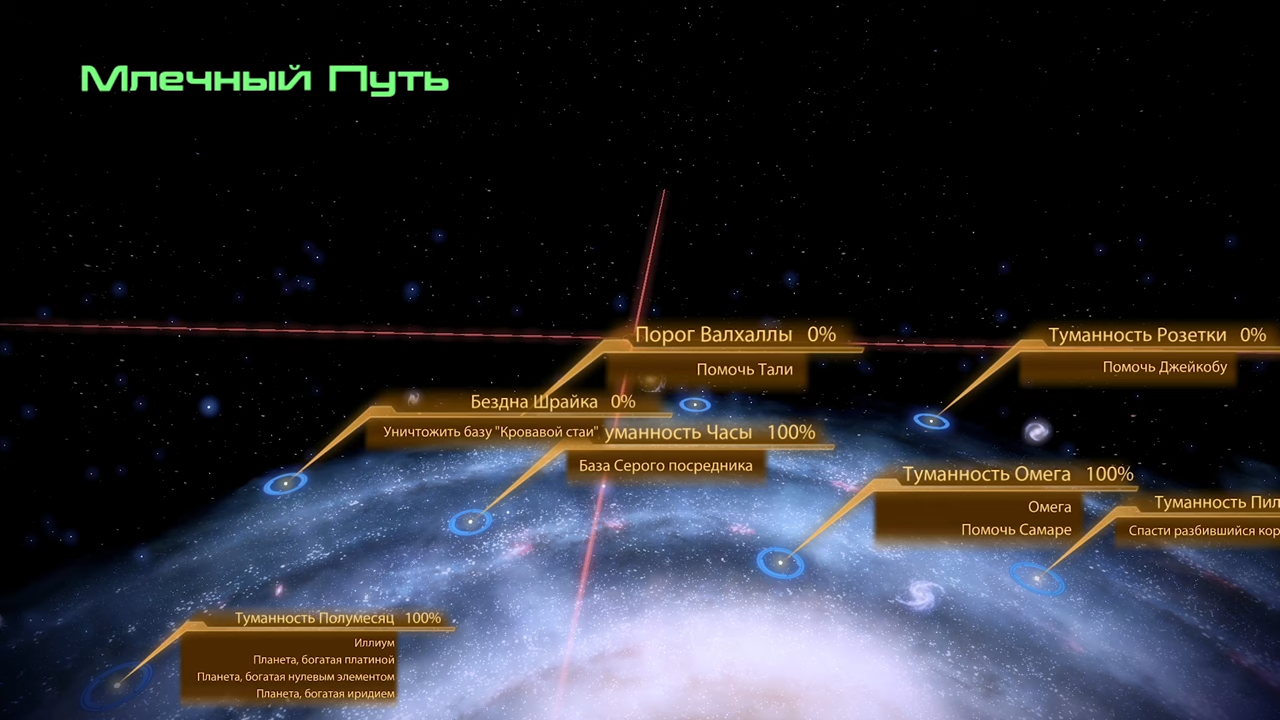 Млечный Путь
Порог Валхаллы 0%
Помочь Тали
Туманность Розетки 0%
Помочь Джейкобу
Бездна Шрайка 0%
Уничтожить базу "Кровавой стаи"
уманность Часы 100%
База Серого посредника
Туманность Омега 100%
Омега
Помочь Самаре
Туманность Пил
Спасти разбившийся кор
Туманность Полумесяц 100%
Иллиум
Планета, богатая платиной
Планета, богатая нулевым элементом
Планета, богатая иридием